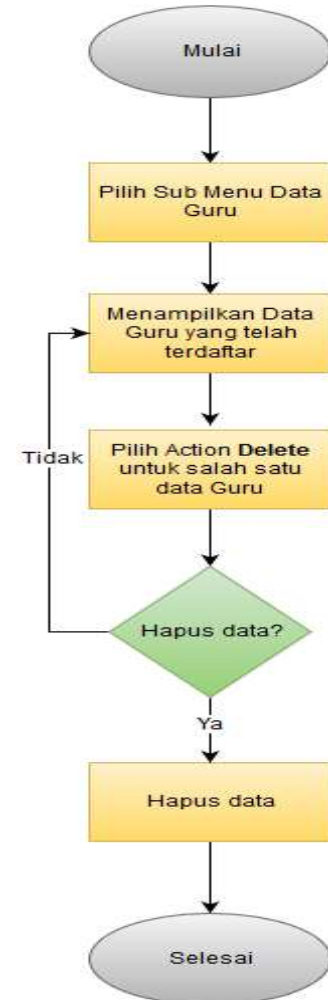 Mulai
Pilih Sub Menu Data
Guru
Menampilkan Data
Guru yang telah
terdaftar
Tidak
Pilih Action Delete
untuk salah satu
data Guru
Hapus data?
Ya
Hapus data
Selesai